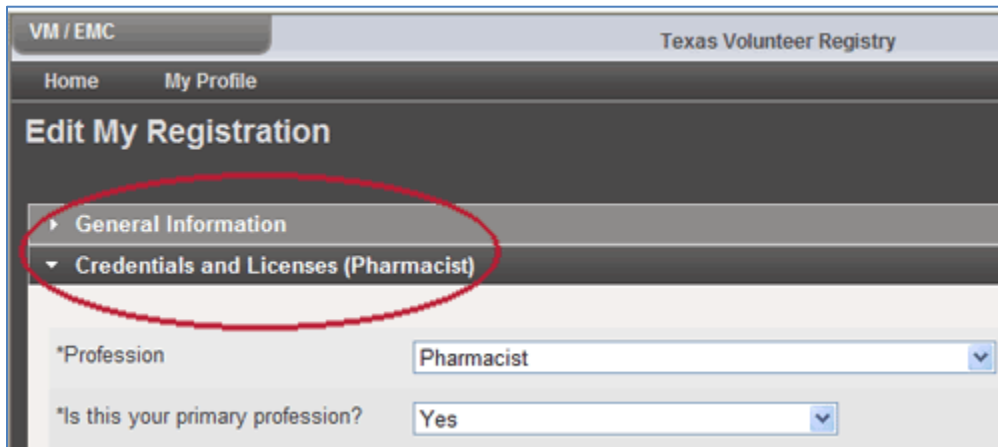 VM / EMC
Texas Volunteer Registry
Home My Profile
Edit My Registration
General Information
Credentials and Licenses (Pharmacist)
*Profession Pharmacist
*Is this your primary profession? Yes